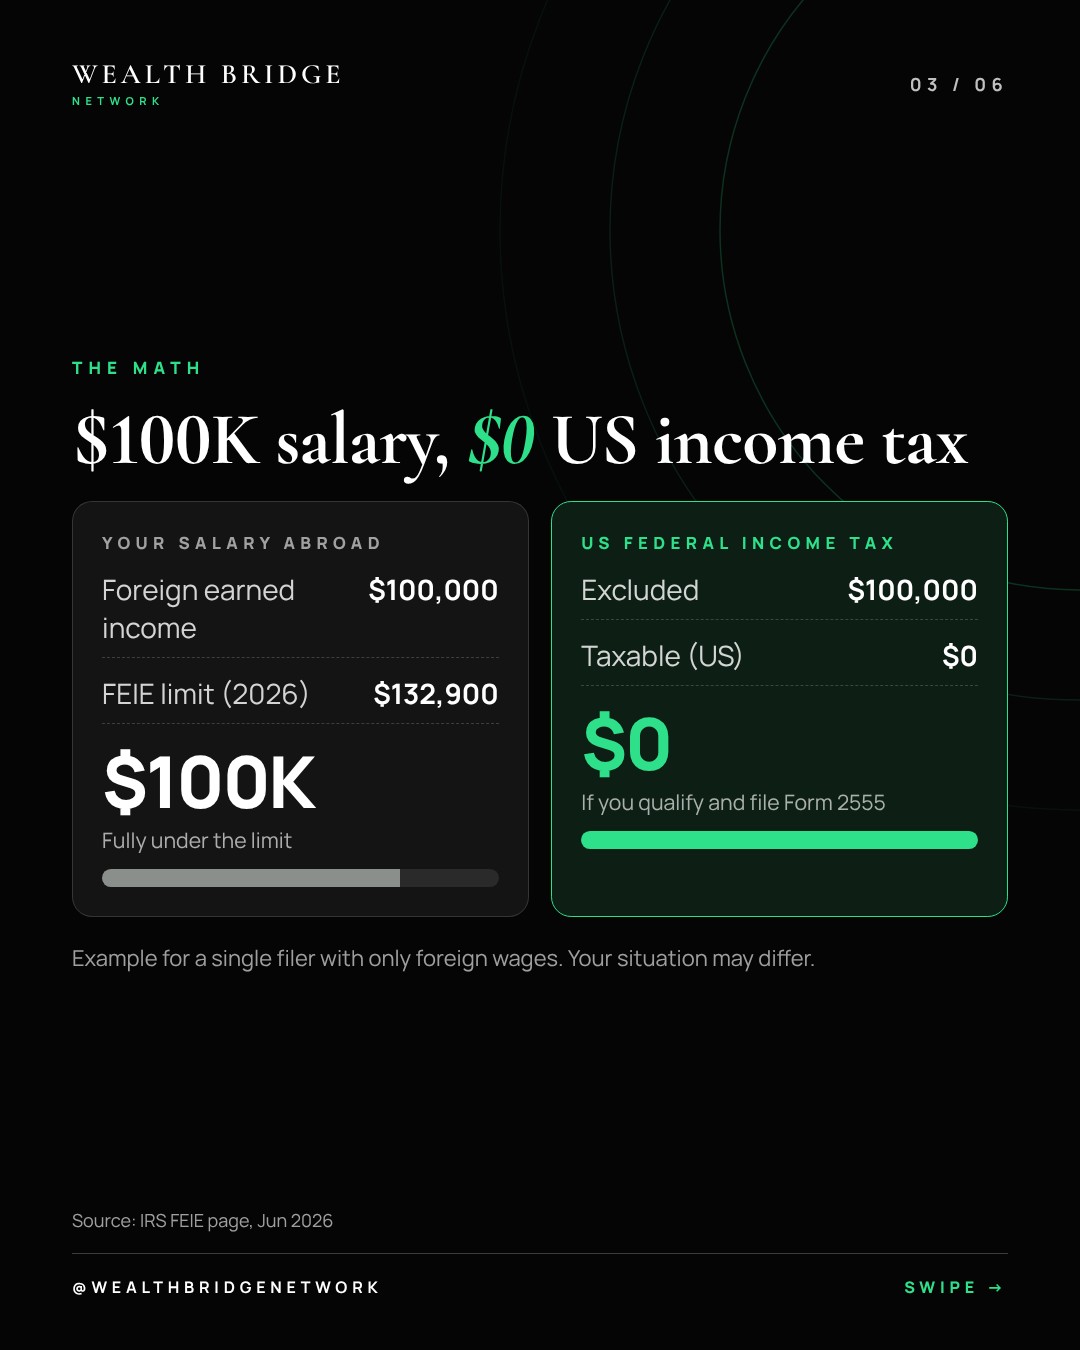 WEALTH BRIDGE
NETWORK
03 / 06
THE MATH
$100K salary, $0 US income tax
YOUR SALARY ABROAD
Foreign earned income $100,000
FEIE limit (2026) $132,900
$100K
Fully under the limit
US FEDERAL INCOME TAX
Excluded $100,000
Taxable (US) $0
$0
If you qualify and file Form 2555
Example for a single filer with only foreign wages. Your situation may differ.
Source: IRS FEIE page, Jun 2026
@WEALTHBRIDGENETWORK
SWIPE →